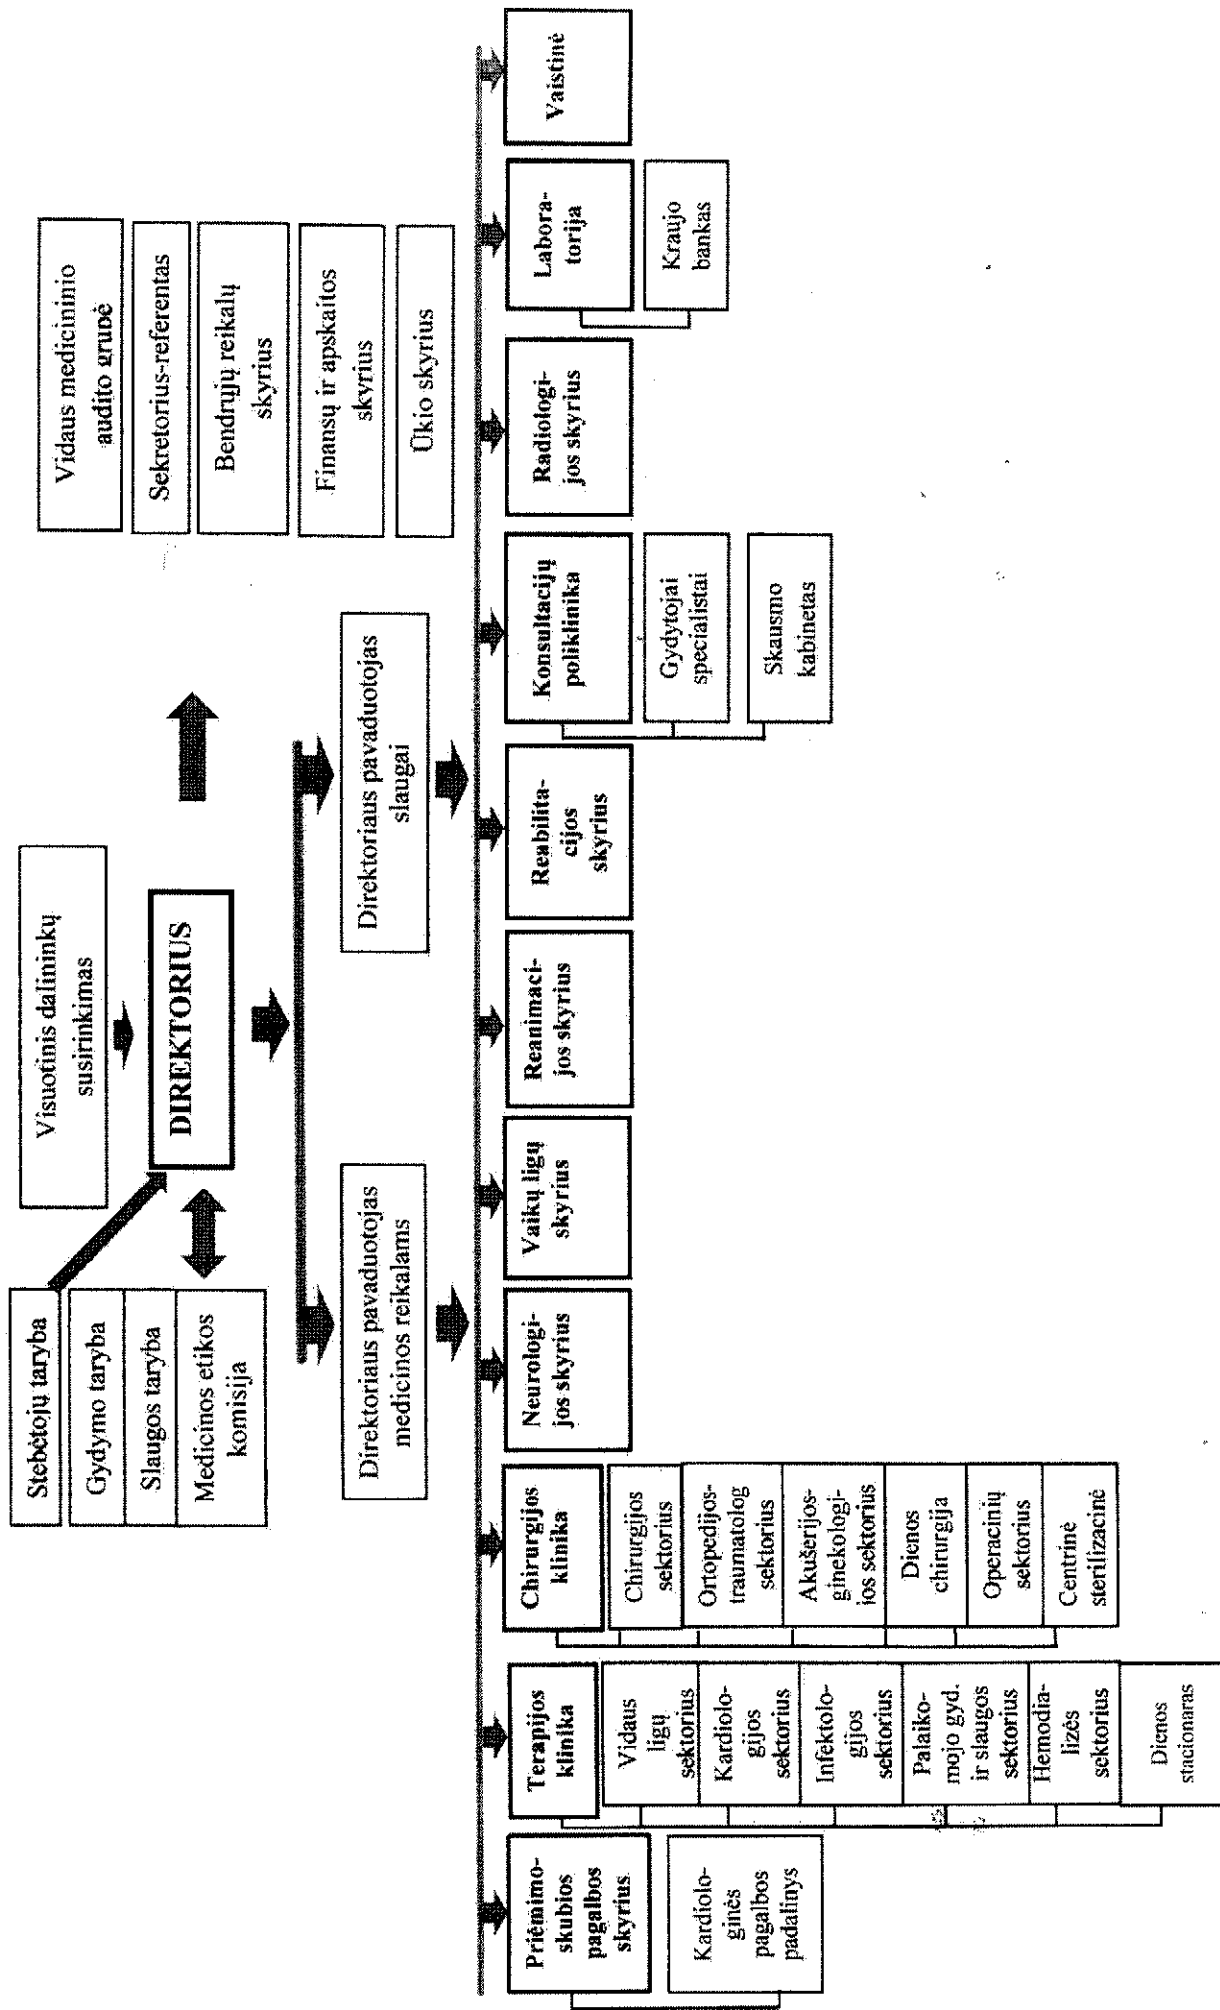 Visuotinis dalininkų
susirinkimas
Stebėtojų taryba
Gydymo taryba
Slaugos taryba
Medicinos etikos
komisija
DIREKTORIUS
Vidaus medicininio
audito grupė
Sekretorius-referentas
Bendrųjų reikalų
skyrius
Finansų ir apskaitos
skyrius
Ūkio skyrius
Direktoriaus pavaduotojas
medicinos reikalams
Direktoriaus pavaduotojas
slaugai
Priėmimo-
skubios
pagalbos
skyrius
Kardiolo-
ginės
pagalbos
padalinys
Terapijos
klinika
Vidaus
ligų
sektorius
Kardiolo-
gijos
sektorius
Infektolo-
gijos
sektorius
Palaiko-
mojo gyd.
ir slaugos
sektorius
Hemodia-
lizės
sektorius
Dienos
stacionaras
Chirurgijos
klinika
Chirurgijos
sektorius
Ortopedijos-
traumatolog
sektorius
Akušerijos-
ginekologi-
jos sektorius
Dienos
chirurgija
Operacinių
sektorius
Centrinė
sterilizacinė
Neurologi-
jos skyrius
Vaikų ligų
skyrius
Reanimaci-
jos skyrius
Reabilita-
cijos
skyrius
Konsultacijų
poliklinika
Gydytojai
specialistai
Skausmo
kabinetas
Radiologi-
jos skyrius
Labora-
torija
Kraujo
bankas
Vaistinė